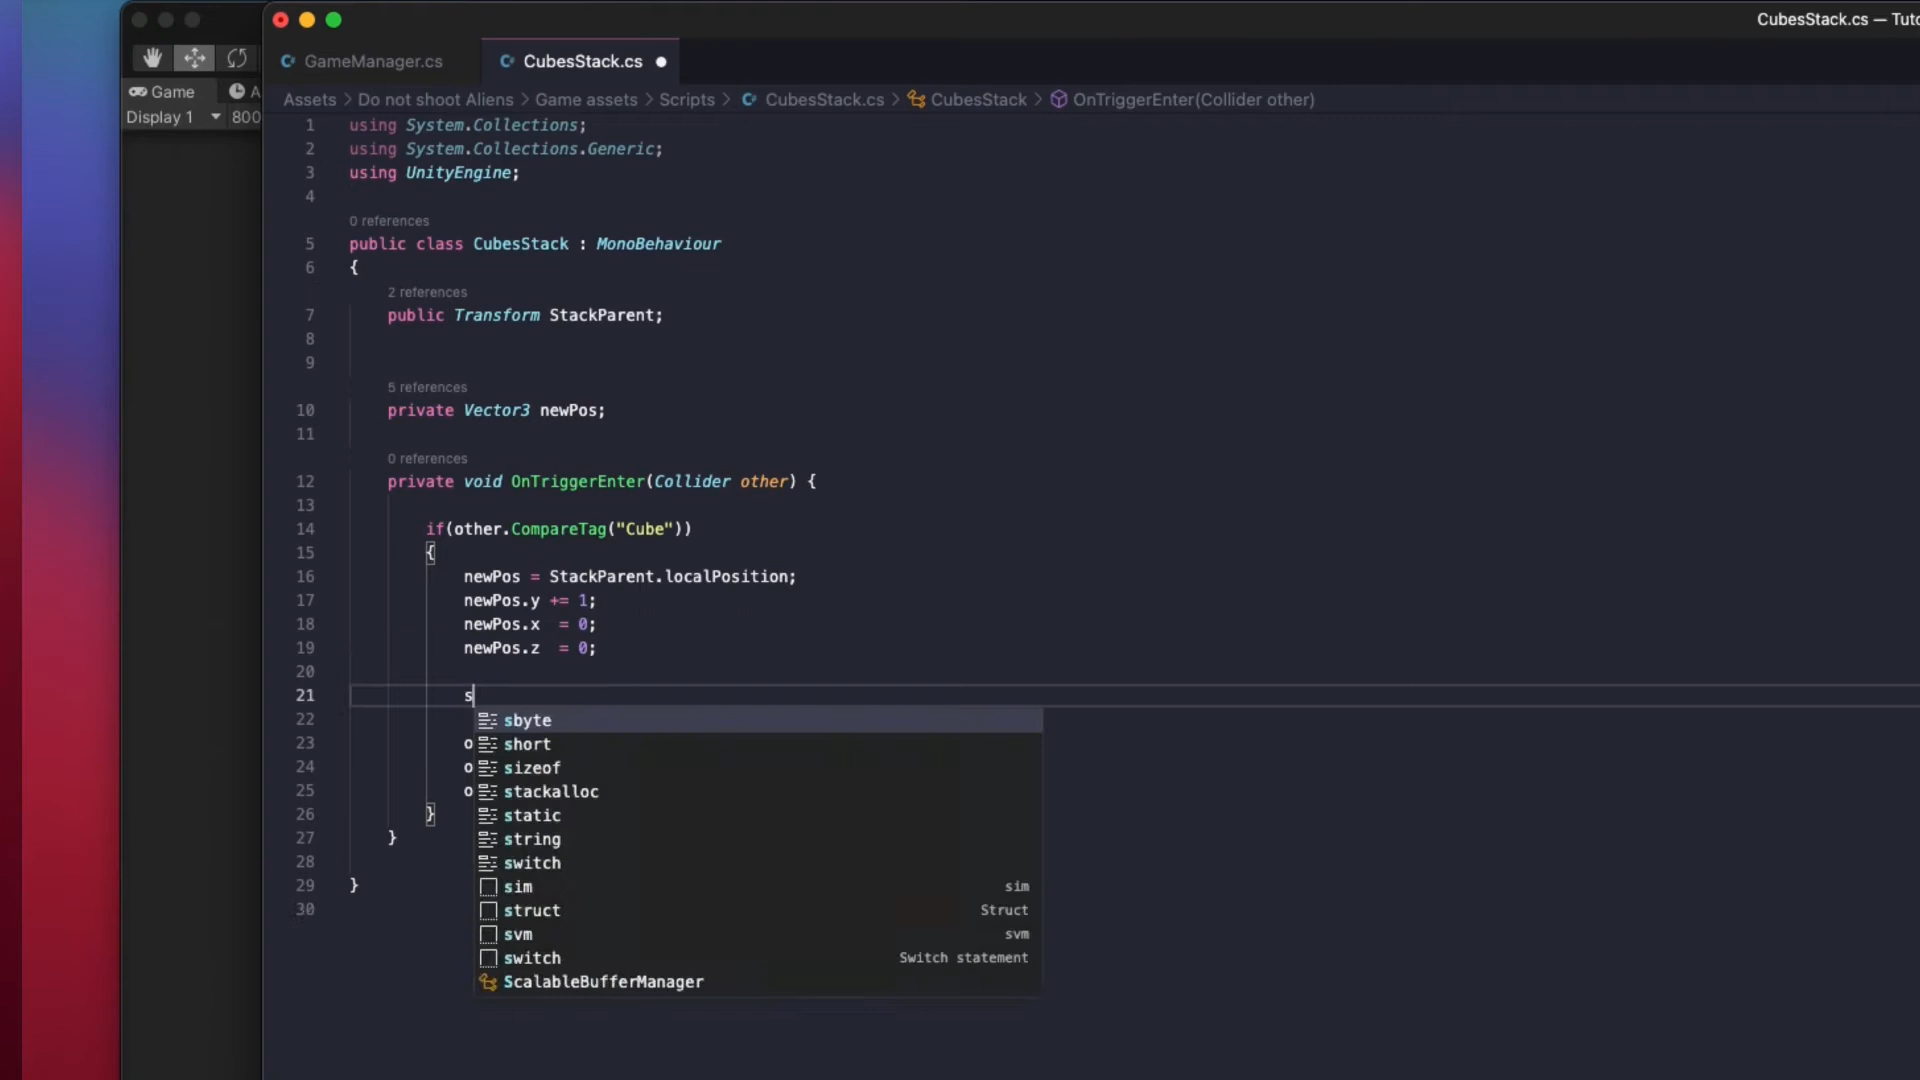 CubesStack.cs — Tuto
GameManager.cs
CubesStack.cs
Game
A
Display 1
800
Assets > Do not shoot Aliens > Game assets > Scripts > CubesStack.cs > CubesStack > OnTriggerEnter(Collider other)
1 using System.Collections;
2 using System.Collections.Generic;
3 using UnityEngine;
4
0 references
5 public class CubesStack : MonoBehaviour
6 {
2 references
7 public Transform StackParent;
8
9
5 references
10 private Vector3 newPos;
11
0 references
12 private void OnTriggerEnter(Collider other) {
13
14 if(other.CompareTag("Cube"))
15 {
16 newPos = StackParent.localPosition;
17 newPos.y += 1;
18 newPos.x  = 0;
19 newPos.z  = 0;
20
21 s
22 sbyte
23 o short
24 o sizeof
25 o stackalloc
26 } static
27 } string
28 switch
29 } sim sim
30 struct Struct
svm svm
switch Switch statement
ScalableBufferManager